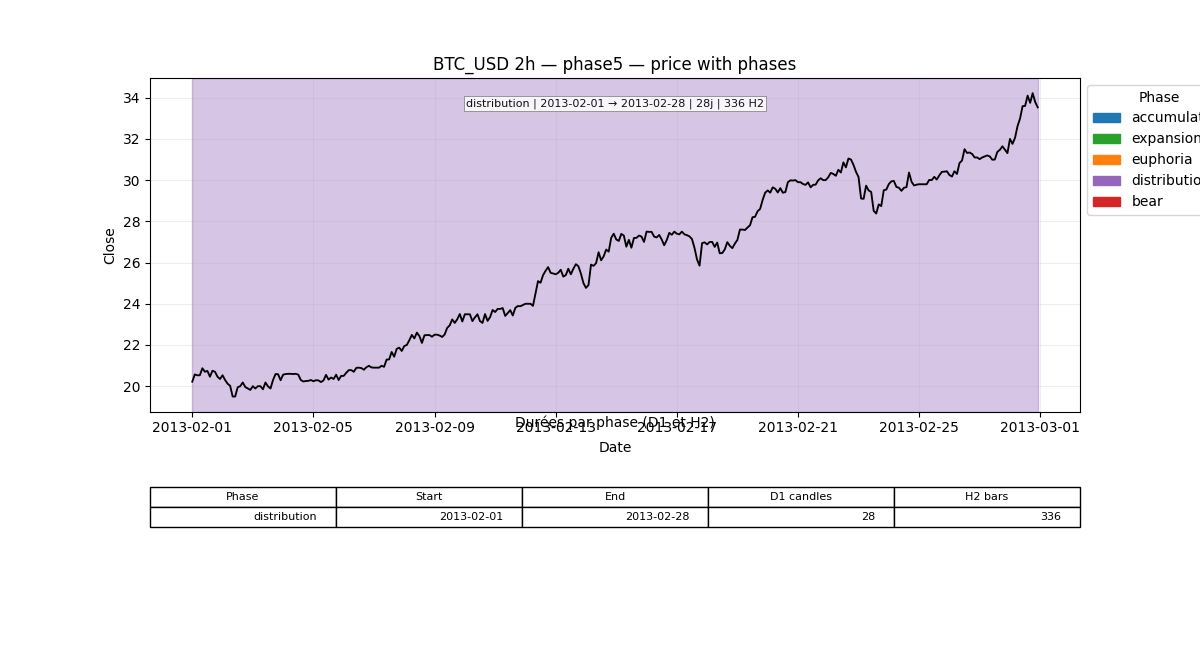 BTC_USD 2h — phase5 — price with phases
distribution | 2013-02-01 → 2013-02-28 | 28j | 336 H2
Phase
accumulat
expansion
euphoria
distributio
bear
Close
34
32
30
28
26
24
22
20
2013-02-01 2013-02-05 2013-02-09 2013-02-13 2013-02-17 2013-02-21 2013-02-25 2013-03-01
Date
Durées par phase (D1 et H2)
Phase Start End D1 candles H2 bars
distribution 2013-02-01 2013-02-28 28 336